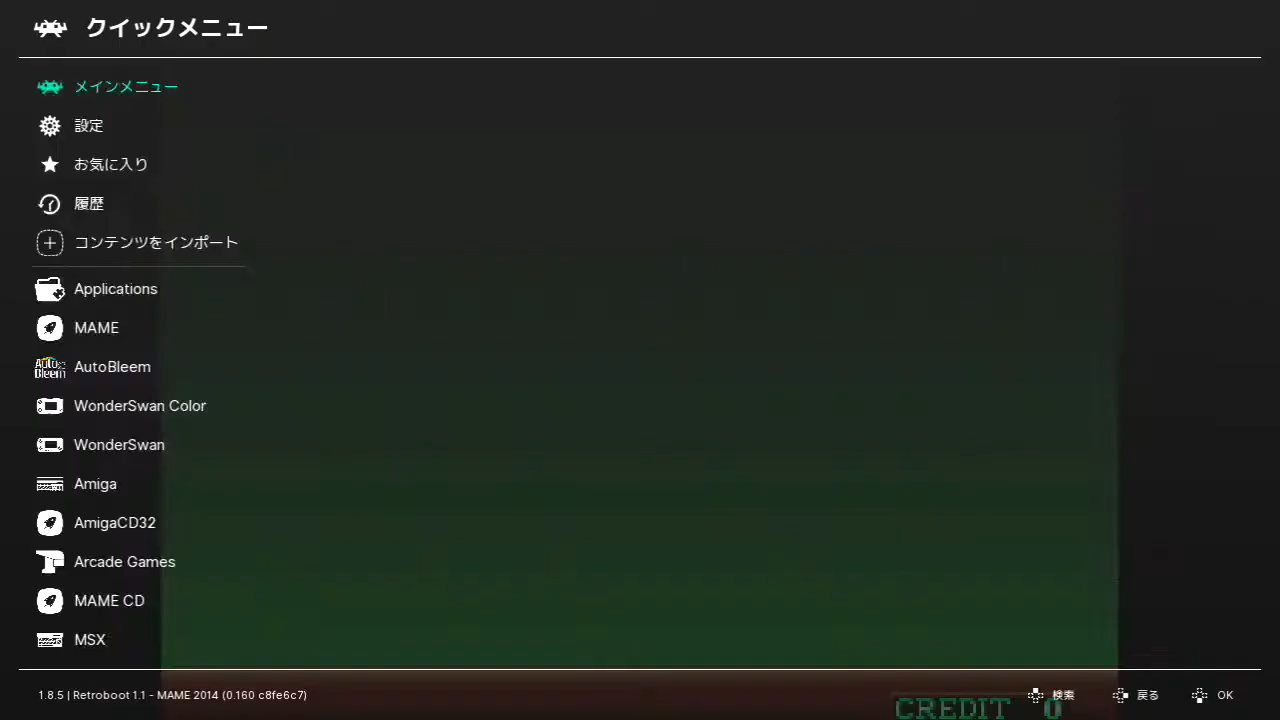 クイックメニュー
メインメニュー
設定
お気に入り
履歴
コンテンツをインポート
Applications
MAME
AutoBleem
WonderSwan Color
WonderSwan
Amiga
AmigaCD32
Arcade Games
MAME CD
MSX
1.8.5 | Retroboot 1.1 - MAME 2014 (0.160 c8fe6c7)
検索 戻る OK
CREDIT 0